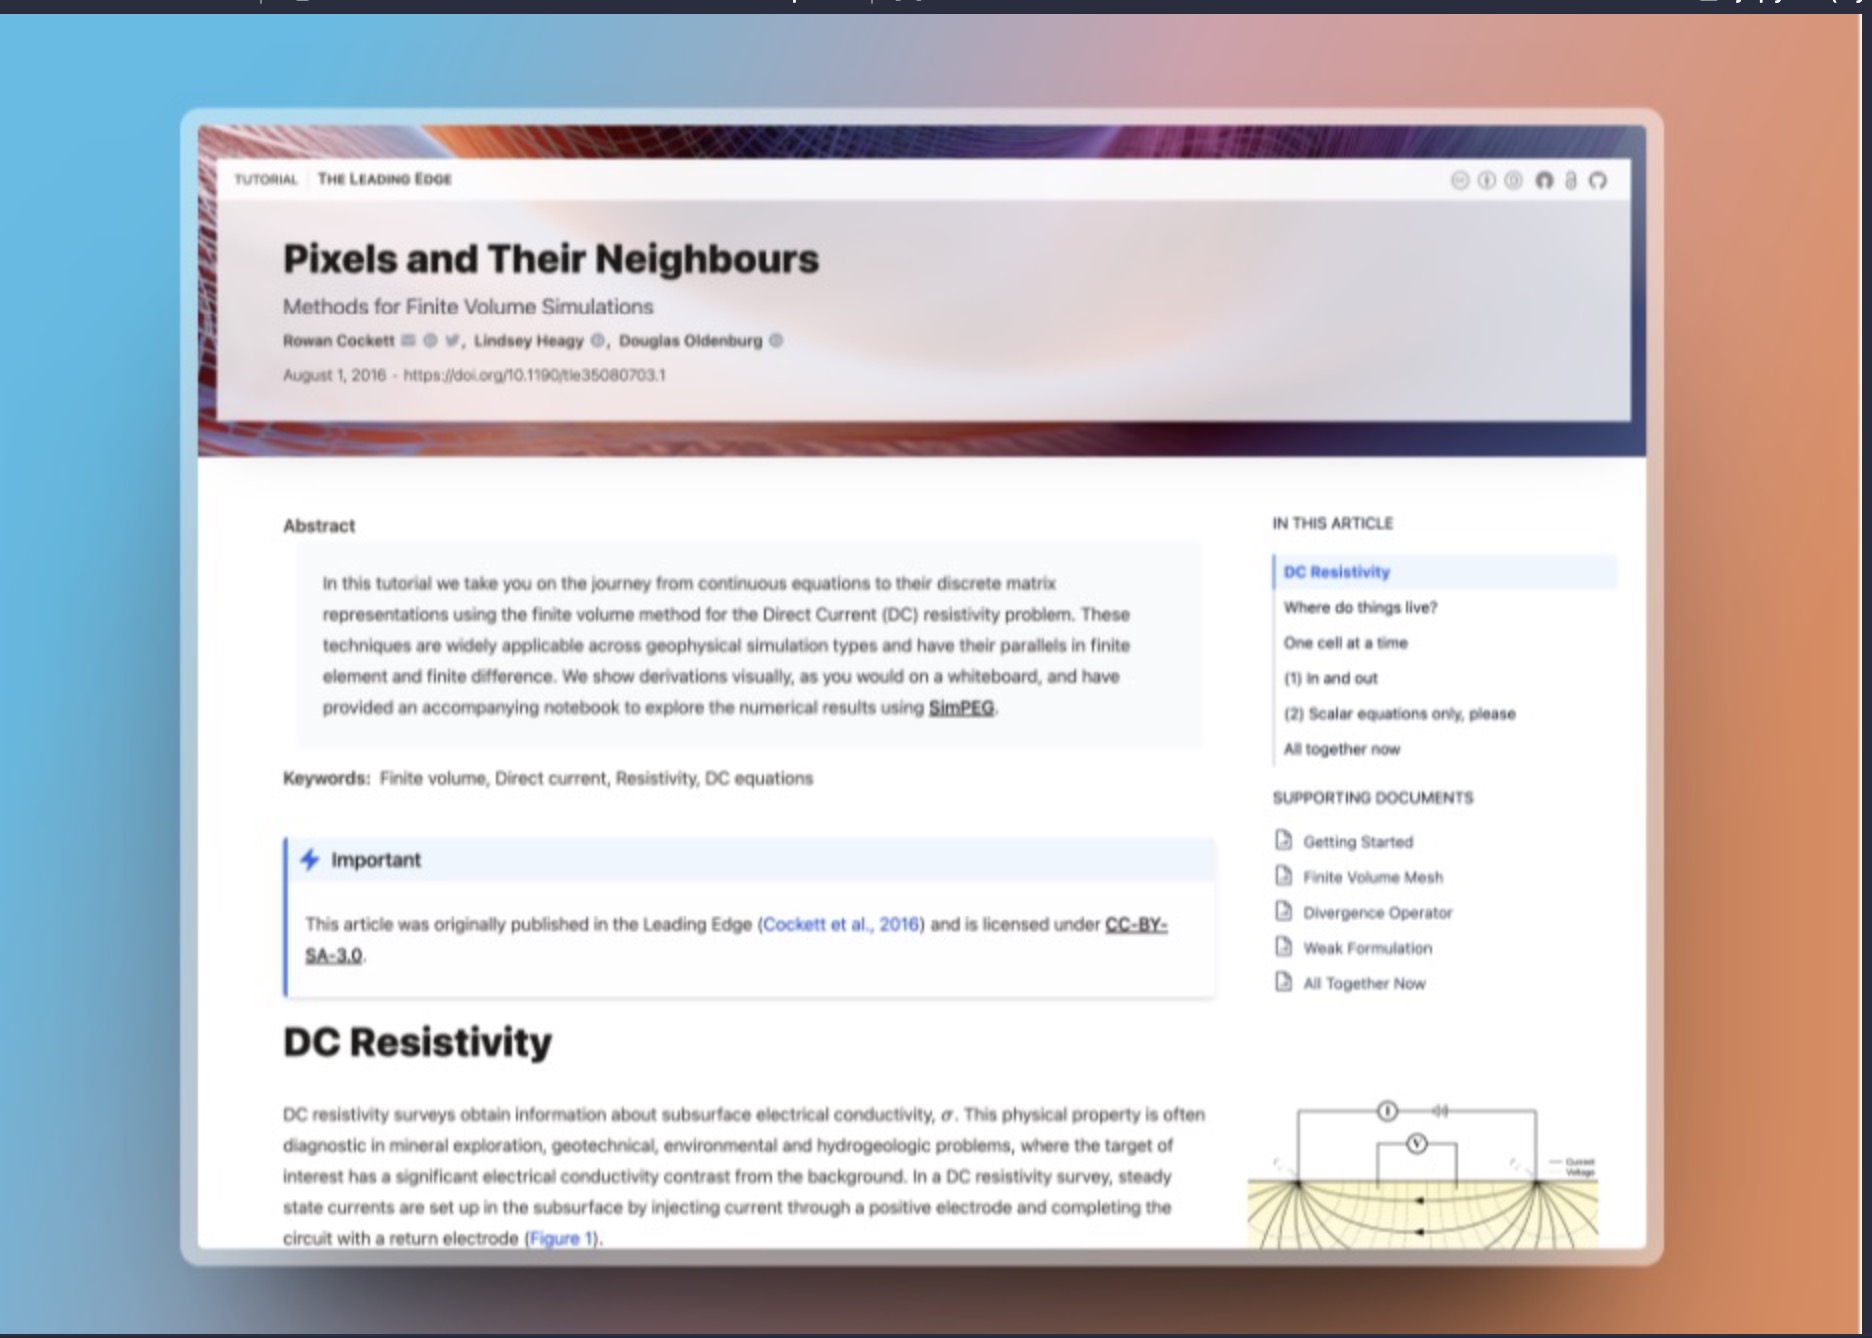 TUTORIAL THE LEADING EDGE
Pixels and Their Neighbours
Methods for Finite Volume Simulations
Rowan Cockett, Lindsey Heagy, Douglas Oldenburg
August 1, 2016 - https://doi.org/10.1190/tle35080703.1
Abstract
In this tutorial we take you on the journey from continuous equations to their discrete matrix
representations using the finite volume method for the Direct Current (DC) resistivity problem. These
techniques are widely applicable across geophysical simulation types and have their parallels in finite
element and finite difference. We show derivations visually, as you would on a whiteboard, and have
provided an accompanying notebook to explore the numerical results using SimPEG.
Keywords: Finite volume, Direct current, Resistivity, DC equations
Important
This article was originally published in the Leading Edge (Cockett et al., 2016) and is licensed under CC-BY-
SA-3.0.
DC Resistivity
DC resistivity surveys obtain information about subsurface electrical conductivity, σ. This physical property is often
diagnostic in mineral exploration, geotechnical, environmental and hydrogeologic problems, where the target of
interest has a significant electrical conductivity contrast from the background. In a DC resistivity survey, steady
state currents are set up in the subsurface by injecting current through a positive electrode and completing the
circuit with a return electrode (Figure 1).
IN THIS ARTICLE
DC Resistivity
Where do things live?
One cell at a time
(1) In and out
(2) Scalar equations only, please
All together now
SUPPORTING DOCUMENTS
Getting Started
Finite Volume Mesh
Divergence Operator
Weak Formulation
All Together Now
I
V
Current
Voltage